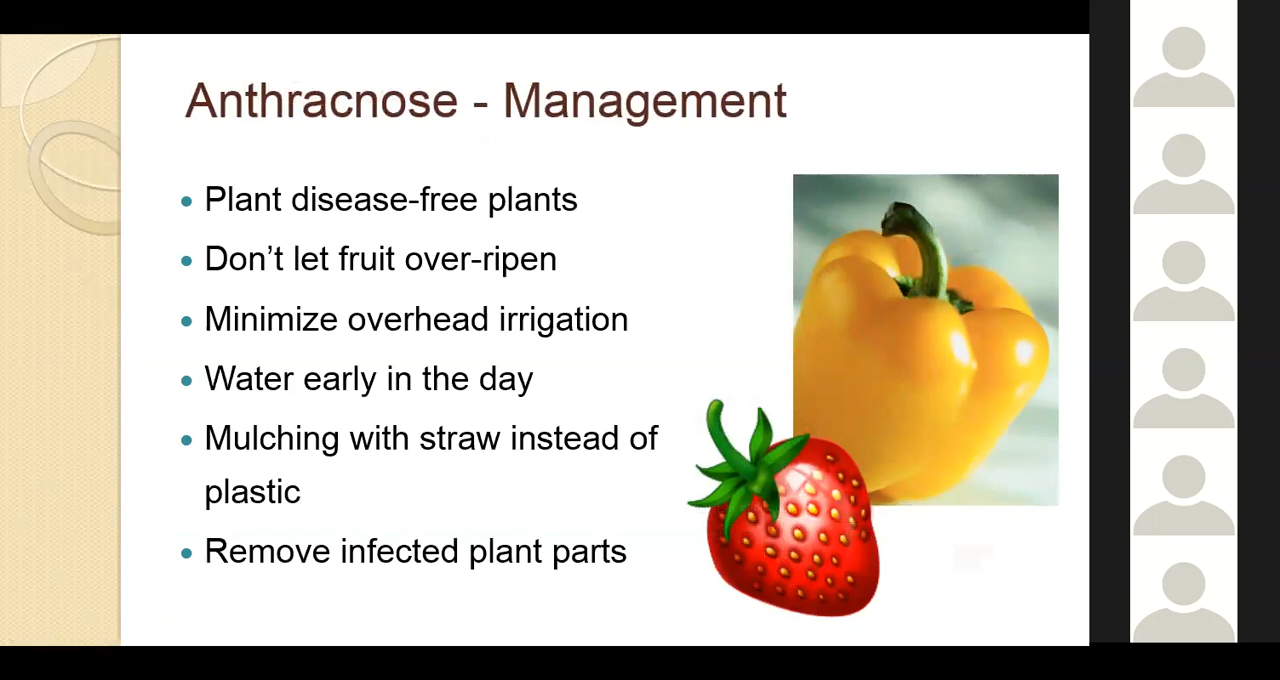 Anthracnose - Management
• Plant disease-free plants
• Don’t let fruit over-ripen
• Minimize overhead irrigation
• Water early in the day
• Mulching with straw instead of
plastic
• Remove infected plant parts